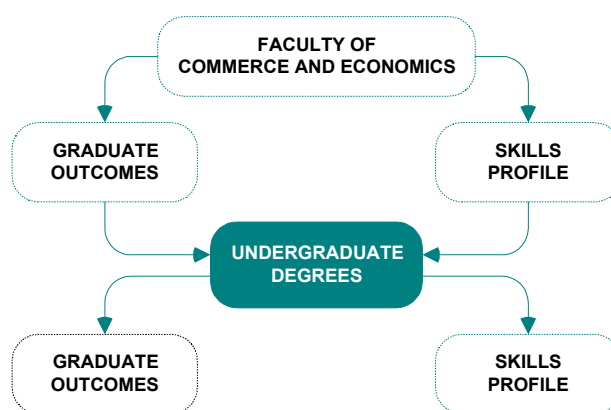 FACULTY OF
COMMERCE AND ECONOMICS
GRADUATE
OUTCOMES
SKILLS
PROFILE
UNDERGRADUATE
DEGREES
GRADUATE
OUTCOMES
SKILLS
PROFILE